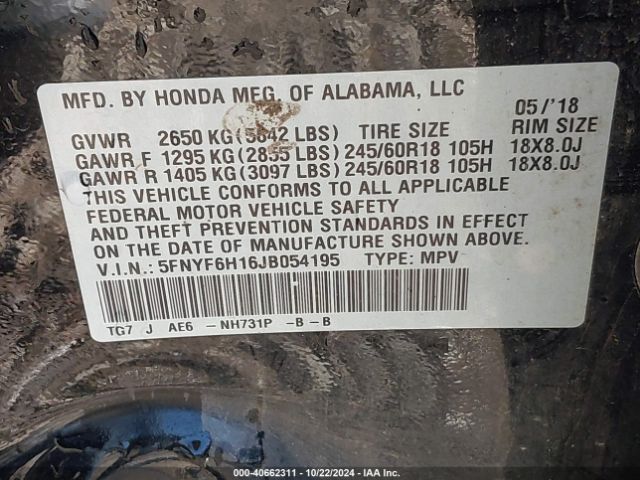 MFD. BY HONDA MFG. OF ALABAMA, LLC 05/'18
GVWR 2650 KG (5842 LBS) TIRE SIZE RIM SIZE
GAWR F 1295 KG (2855 LBS) 245/60R18 105H 18X8.0J
GAWR R 1405 KG (3097 LBS) 245/60R18 105H 18X8.0J
THIS VEHICLE CONFORMS TO ALL APPLICABLE
FEDERAL MOTOR VEHICLE SAFETY
AND THEFT PREVENTION STANDARDS IN EFFECT
ON THE DATE OF MANUFACTURE SHOWN ABOVE.
V.I.N.: 5FNYF6H16JB054195 TYPE: MPV
TG7 J AE6 -NH731P -B-B
000-40662311 - 10/22/2024 - IAA Inc.